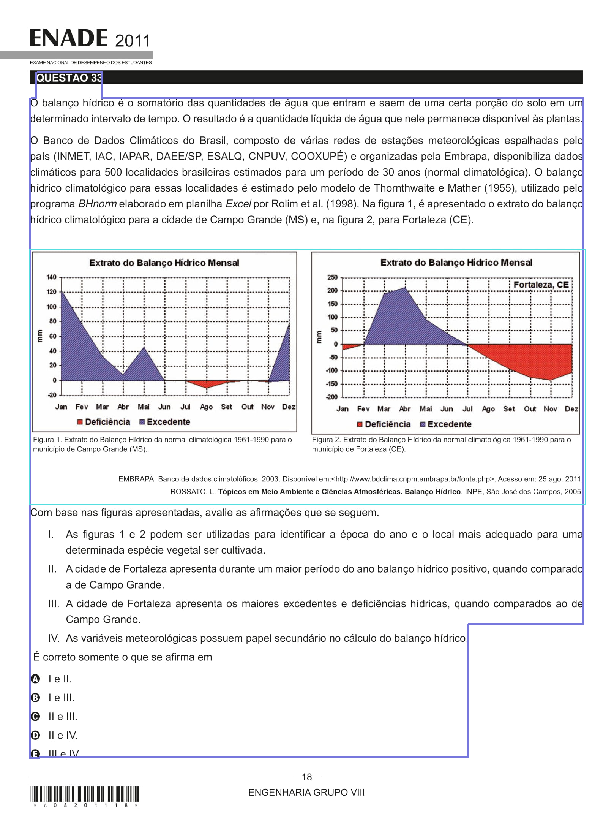 ENADE 2011
EXAME NACIONAL DE DESEMPENHO DOS ESTUDANTES
QUESTÃO 33
O balanço hídrico é o somatório das quantidades de água que entram e saem de uma certa porção do solo em um
determinado intervalo de tempo. O resultado é a quantidade líquida de água que nele permanece disponível às plantas.
O Banco de Dados Climáticos do Brasil, composto de várias redes de estações meteorológicas espalhadas pelo
país (INMET, IAC, IAPAR, DAEE/SP, ESALQ, CNPUV, COOXUPÉ) e organizadas pela Embrapa, disponibiliza dados
climáticos para 500 localidades brasileiras estimados para um período de 30 anos (normal climatológica). O balanço
hídrico climatológico para essas localidades é estimado pelo modelo de Thornthwaite e Mather (1955), utilizado pelo
programa BHnorm elaborado em planilha Excel por Rolim et al. (1998). Na figura 1, é apresentado o extrato do balanço
hídrico climatológico para a cidade de Campo Grande (MS) e, na figura 2, para Fortaleza (CE).
Extrato do Balanço Hídrico Mensal
140
120
100
80
60
40
20
0
-20
mm
Jan Fev Mar Abr Mai Jun Jul Ago Set Out Nov Dez
Deficiência Excedente
Extrato do Balanço Hídrico Mensal
Fortaleza, CE
250
200
150
100
50
0
-50
-100
-150
-200
mm
Jan Fev Mar Abr Mai Jun Jul Ago Set Out Nov Dez
Deficiência Excedente
Figura 1. Extrato do Balanço Hídrico da normal climatológica 1961-1990 para o
município de Campo Grande (MS).
Figura 2. Extrato do Balanço Hídrico da normal climatológica 1961-1990 para o
município de Fortaleza (CE).
EMBRAPA. Banco de dados climatológicos. 2003. Disponível em:<http://www.bdclima.cnpm.embrapa.br/fonte.php>. Acesso em: 25 ago. 2011.
ROSSATO, L. Tópicos em Meio Ambiente e Ciências Atmosféricas. Balanço Hídrico. INPE, São José dos Campos, 2005.
Com base nas figuras apresentadas, avalie as afirmações que se seguem.
I. As figuras 1 e 2 podem ser utilizadas para identificar a época do ano e o local mais adequado para uma
determinada espécie vegetal ser cultivada.
II. A cidade de Fortaleza apresenta durante um maior período do ano balanço hídrico positivo, quando comparado
a de Campo Grande.
III. A cidade de Fortaleza apresenta os maiores excedentes e deficiências hídricas, quando comparados ao de
Campo Grande.
IV. As variáveis meteorológicas possuem papel secundário no cálculo do balanço hídrico.
É correto somente o que se afirma em
A I e II.
B I e III.
C II e III.
D II e IV.
E III e IV.
18
ENGENHARIA GRUPO VIII